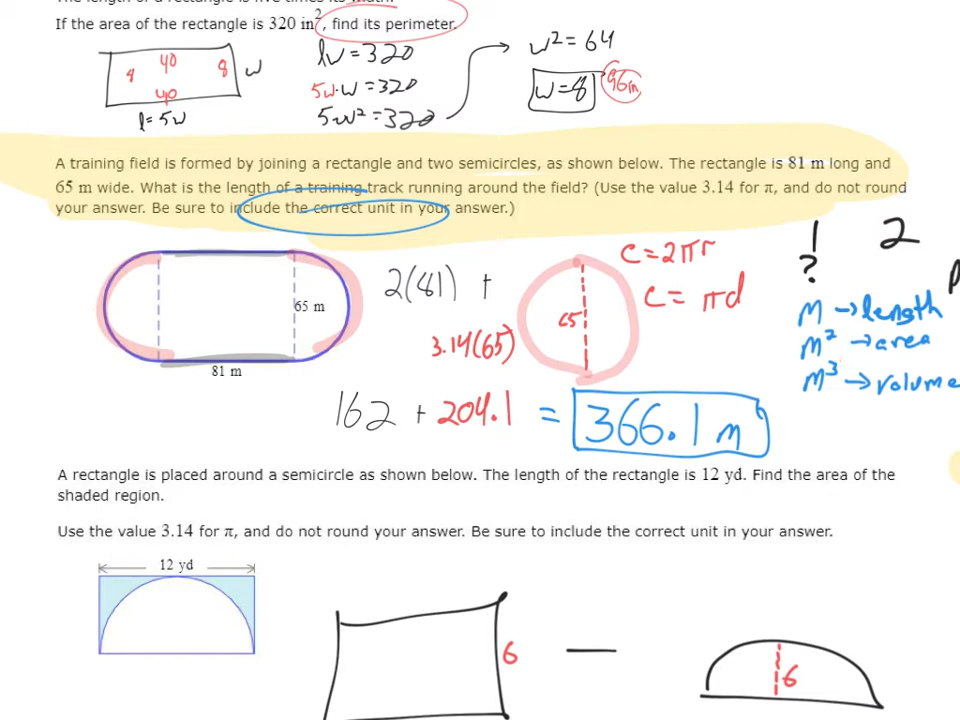 If the area of the rectangle is 320 in², find its perimeter.
8 40 8 w
40
l=5w
lw=320
5w·w=320
5w²=320
w²=64
w=8 96in
A training field is formed by joining a rectangle and two semicircles, as shown below. The rectangle is 81 m long and
65 m wide. What is the length of a training track running around the field? (Use the value 3.14 for π, and do not round
your answer. Be sure to include the correct unit in your answer.)
65 m
81 m
2(81) +
65
3.14(65)
C=2πr
C= πd
162 + 204.1 = 366.1 m
1 2
?
M →length
M² →area
M³ →volume
A rectangle is placed around a semicircle as shown below. The length of the rectangle is 12 yd. Find the area of the
shaded region.
Use the value 3.14 for π, and do not round your answer. Be sure to include the correct unit in your answer.
12 yd
6 — 6